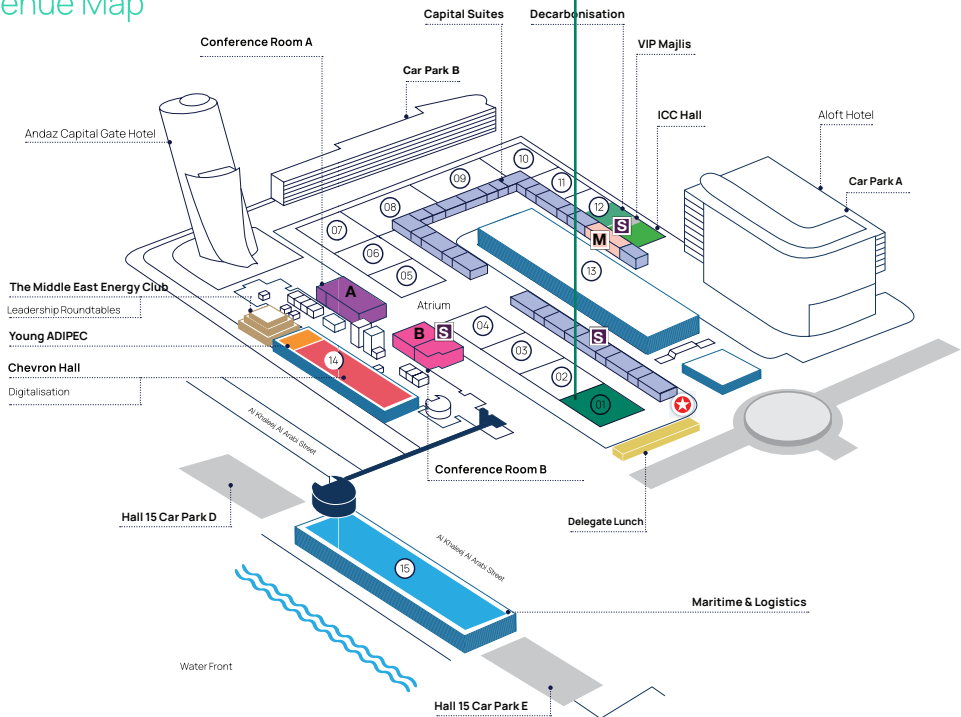 enue Map
Capital Suites
Decarbonisation
Conference Room A
VIP Majlis
Car Park B
ICC Hall
Aloft Hotel
Andaz Capital Gate Hotel
Car Park A
10
11
09
12
08
S
07
M
06
13
05
The Middle East Energy Club
Leadership Roundtables
A
Atrium
04
B
S
S
Young ADIPEC
03
14
Chevron Hall
02
Digitalisation
01
Al Khaleej Al Arabi Street
Conference Room B
Hall 15 Car Park D
Delegate Lunch
Al Khaleej Al Arabi Street
15
Maritime & Logistics
Water Front
Hall 15 Car Park E